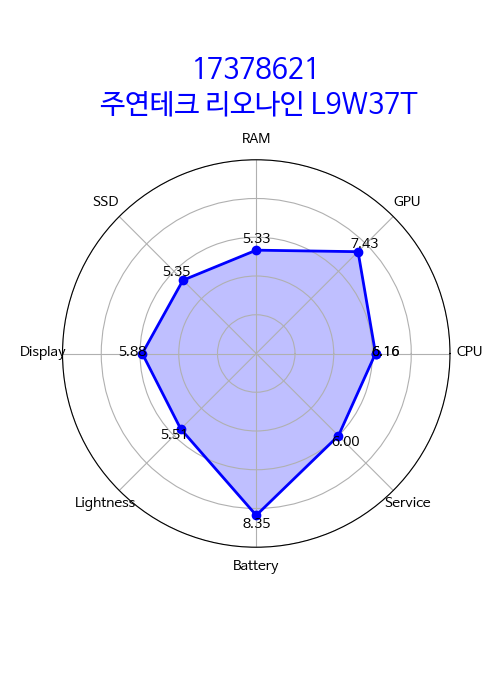 17378621
주연테크 리오나인 L9W37T
RAM
SSD
GPU
5.33
7.43
5.35
Display
5.88
6.16
CPU
5.51
6.00
Lightness
Service
8.35
Battery